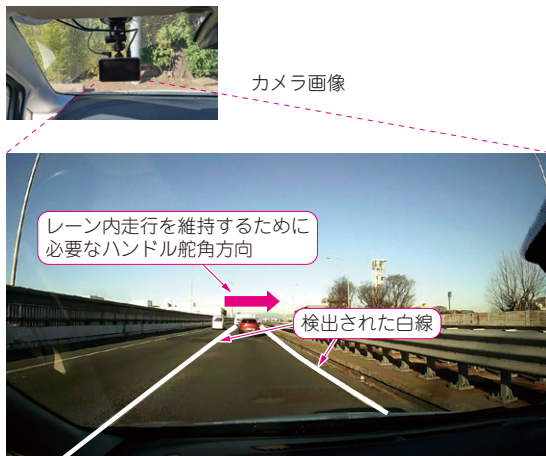 カメラ画像
レーン内走行を維持するために
必要なハンドル舵角方向
検出された白線